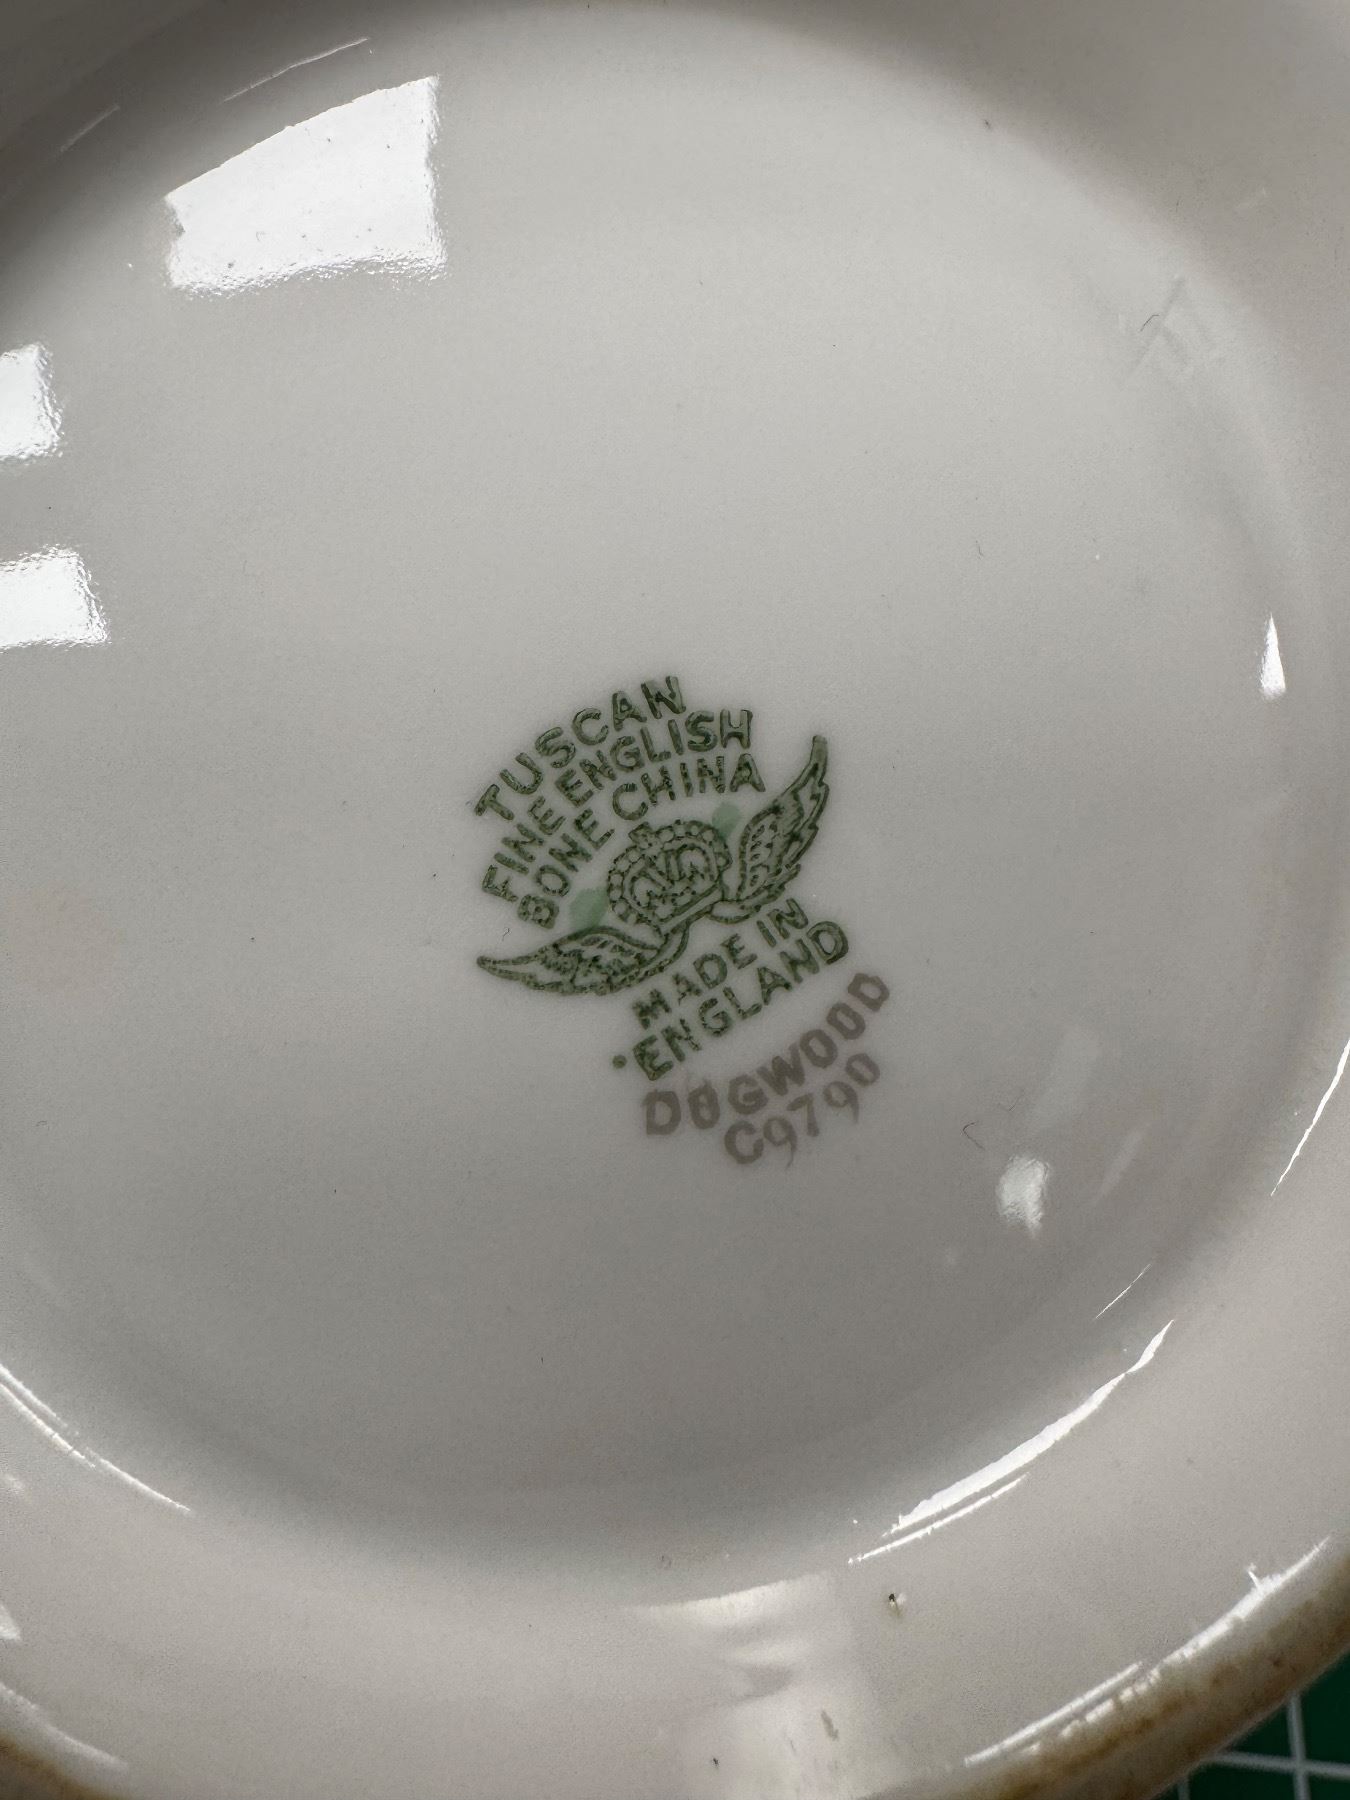 TUSCAN
FINE ENGLISH
BONE CHINA
MADE IN
ENGLAND
DOGWOOD
C9790